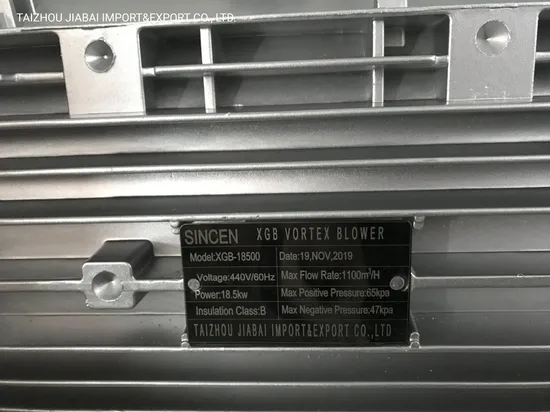 TAIZHOU JIABAI IMPORT&EXPORT CO., LTD.
SINCEN XGB VORTEX BLOWER
Model:XGB-18500 Date:19,NOV,2019
Voltage:440V/60Hz Max Flow Rate:1100m³/H
Power:18.5kw Max Positive Pressure:65kpa
Insulation Class:B Max Negative Pressure:47kpa
TAIZHOU JIABAI IMPORT&EXPORT CO.,LTD